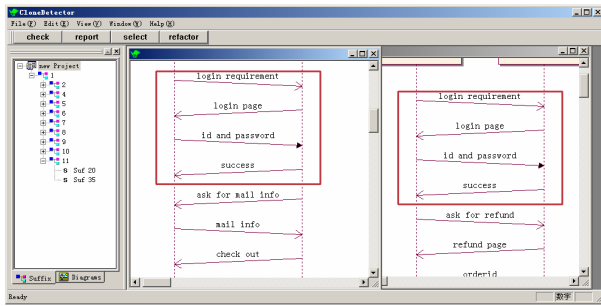 CloneDetector
File(F) Edit(E) View(V) Window(W) Help(H)
check report select refactor
new Project
1
2
4
5
6
7
8
9
10
11
S Suf 20
S Suf 35
Suffix Diagrams
login requirement
login page
id and password
success
ask for mail info
mail info
check out
login requirement
login page
id and password
success
ask for refund
refund page
orderid
Ready
数字